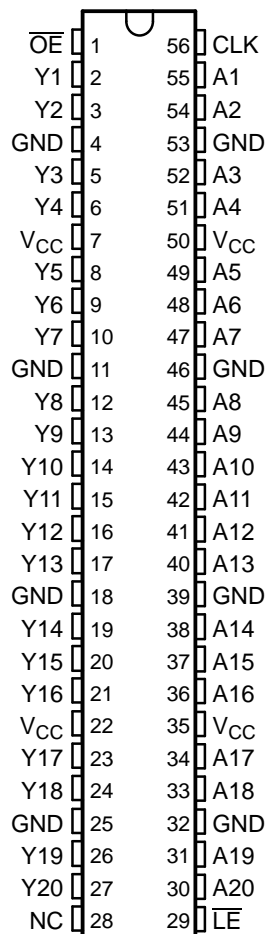 OE 1 56 CLK
Y1 2 55 A1
Y2 3 54 A2
GND 4 53 GND
Y3 5 52 A3
Y4 6 51 A4
VCC 7 50 VCC
Y5 8 49 A5
Y6 9 48 A6
Y7 10 47 A7
GND 11 46 GND
Y8 12 45 A8
Y9 13 44 A9
Y10 14 43 A10
Y11 15 42 A11
Y12 16 41 A12
Y13 17 40 A13
GND 18 39 GND
Y14 19 38 A14
Y15 20 37 A15
Y16 21 36 A16
VCC 22 35 VCC
Y17 23 34 A17
Y18 24 33 A18
GND 25 32 GND
Y19 26 31 A19
Y20 27 30 A20
NC 28 29 LE